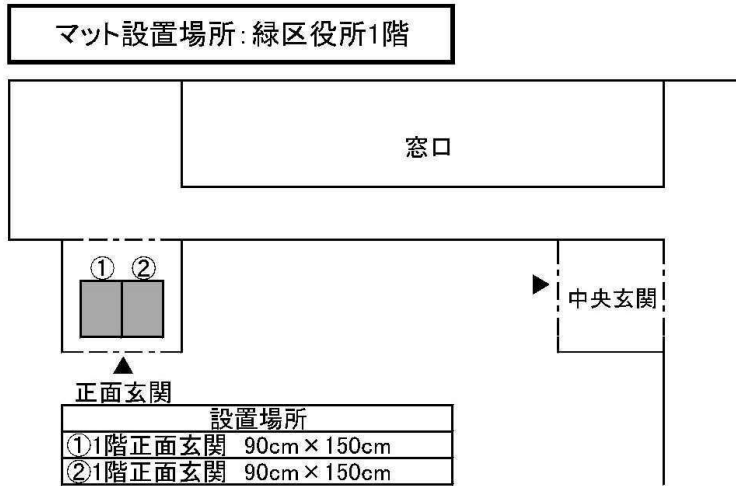 マット設置場所:緑区役所1階
窓口
① ②
中央玄関
正面玄関
設置場所
①1階正面玄関 90cm×150cm
②1階正面玄関 90cm×150cm